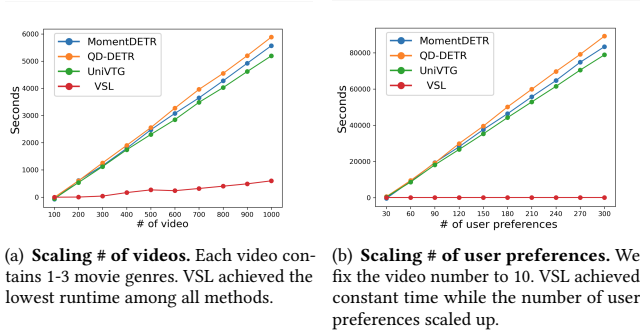 6000
5000
4000
3000
2000
1000
0
Seconds
MomentDETR
QD-DETR
UniVTG
VSL
100 200 300 400 500 600 700 800 900 1000
# of video
80000
60000
40000
20000
0
Seconds
MomentDETR
QD-DETR
UniVTG
VSL
30 60 90 120 150 180 210 240 270 300
# of user preferences
(a) Scaling # of videos. Each video con-
tains 1-3 movie genres. VSL achieved the
lowest runtime among all methods.
(b) Scaling # of user preferences. We
fix the video number to 10. VSL achieved
constant time while the number of user
preferences scaled up.